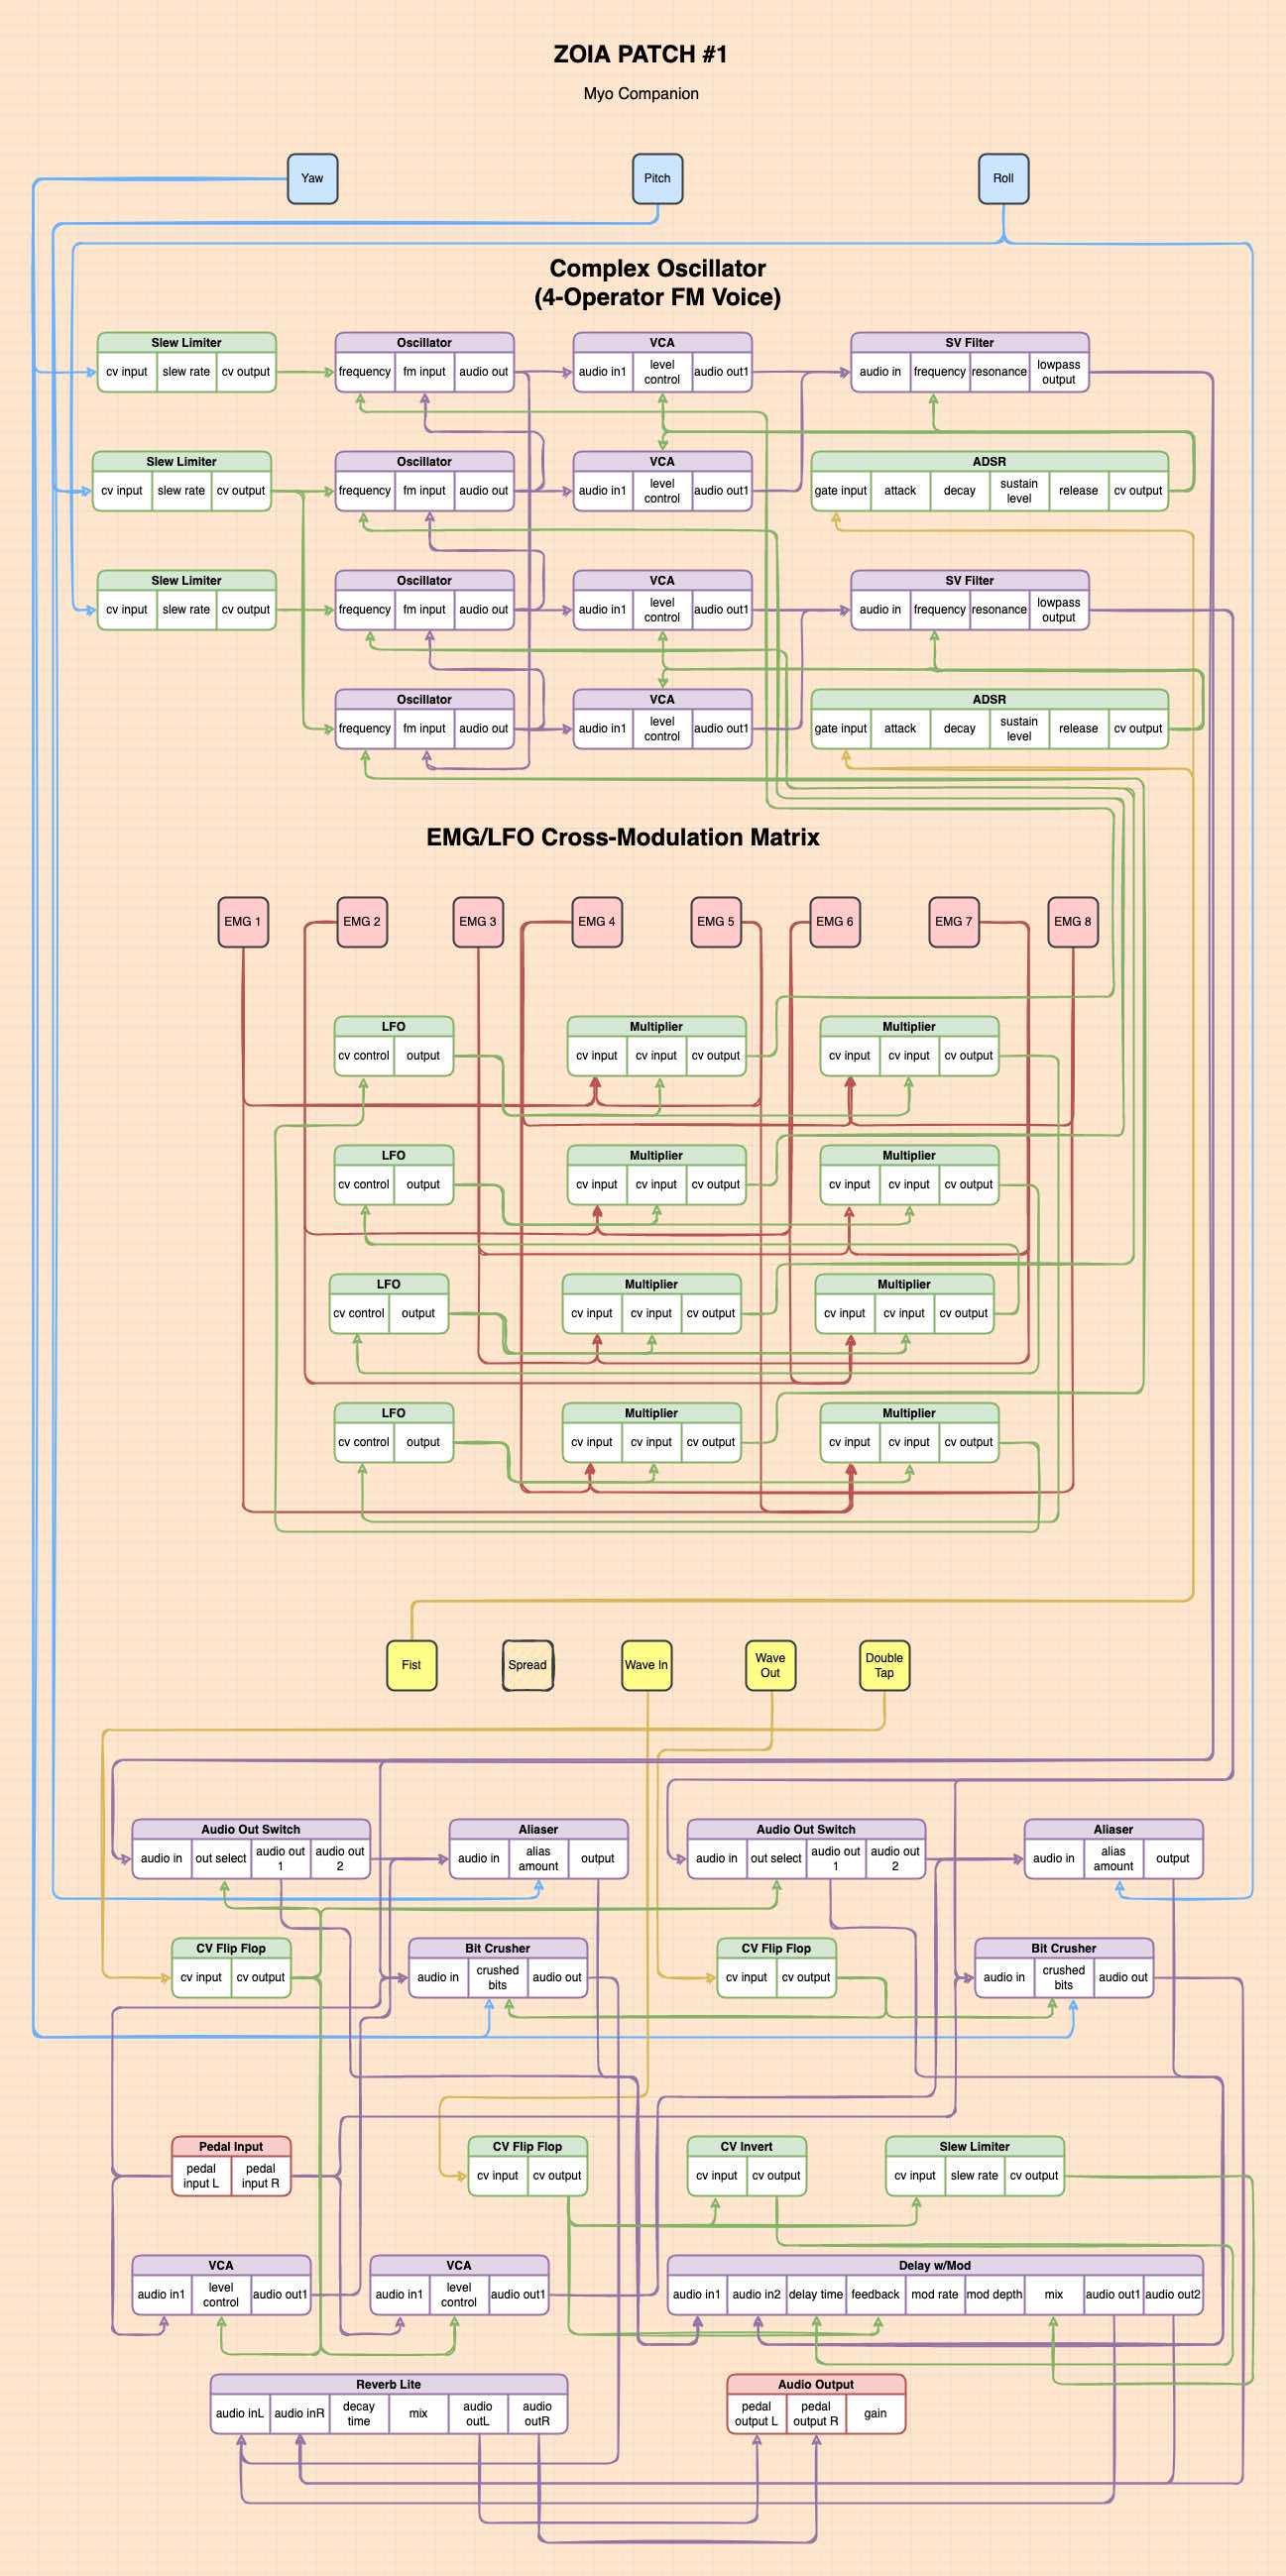 ZOIA PATCH #1
Myo Companion
Yaw
Pitch
Roll
Complex Oscillator
(4-Operator FM Voice)
Slew Limiter
cv input
slew rate
cv output
Oscillator
frequency
fm input
audio out
VCA
audio in1
level
control
audio out1
SV Filter
audio in
frequency
resonance
lowpass
output
Slew Limiter
cv input
slew rate
cv output
Oscillator
frequency
fm input
audio out
VCA
audio in1
level
control
audio out1
ADSR
gate input
attack
decay
sustain
level
release
cv output
Slew Limiter
cv input
slew rate
cv output
Oscillator
frequency
fm input
audio out
VCA
audio in1
level
control
audio out1
SV Filter
audio in
frequency
resonance
lowpass
output
Oscillator
frequency
fm input
audio out
VCA
audio in1
level
control
audio out1
ADSR
gate input
attack
decay
sustain
level
release
cv output
EMG/LFO Cross-Modulation Matrix
EMG 1
EMG 2
EMG 3
EMG 4
EMG 5
EMG 6
EMG 7
EMG 8
LFO
cv control
output
Multiplier
cv input
cv input
cv output
Multiplier
cv input
cv input
cv output
LFO
cv control
output
Multiplier
cv input
cv input
cv output
Multiplier
cv input
cv input
cv output
LFO
cv control
output
Multiplier
cv input
cv input
cv output
Multiplier
cv input
cv input
cv output
LFO
cv control
output
Multiplier
cv input
cv input
cv output
Multiplier
cv input
cv input
cv output
Fist
Spread
Wave In
Wave
Out
Double
Tap
Audio Out Switch
audio in
out select
audio out
1
audio out
2
Aliaser
audio in
alias
amount
output
Audio Out Switch
audio in
out select
audio out
1
audio out
2
Aliaser
audio in
alias
amount
output
CV Flip Flop
cv input
cv output
Bit Crusher
audio in
crushed
bits
audio out
CV Flip Flop
cv input
cv output
Bit Crusher
audio in
crushed
bits
audio out
Pedal Input
pedal
input L
pedal
input R
CV Flip Flop
cv input
cv output
CV Invert
cv input
cv output
Slew Limiter
cv input
slew rate
cv output
VCA
audio in1
level
control
audio out1
VCA
audio in1
level
control
audio out1
Delay w/Mod
audio in1
audio in2
delay time
feedback
mod rate
mod depth
mix
audio out1
audio out2
Reverb Lite
audio inL
audio inR
decay
time
mix
audio
outL
audio
outR
Audio Output
pedal
output L
pedal
output R
gain